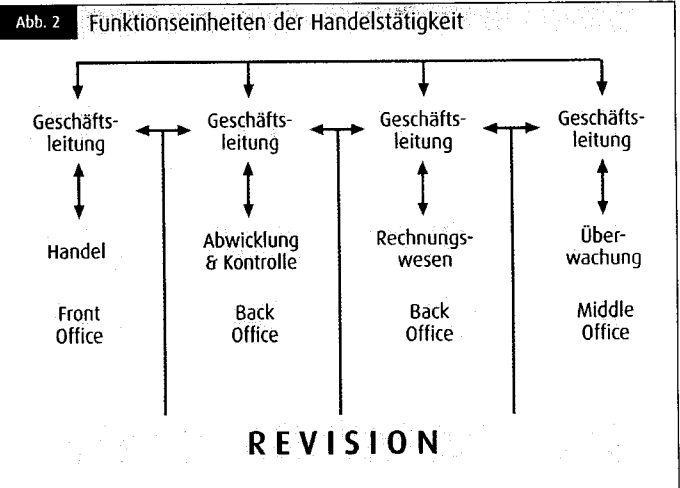 Abb. 2 Funktionseinheiten der Handelstätigkeit
Geschäfts-
leitung
Geschäfts-
leitung
Geschäfts-
leitung
Geschäfts-
leitung
Handel
Abwicklung
& Kontrolle
Rechnungs-
wesen
Über-
wachung
Front
Office
Back
Office
Back
Office
Middle
Office
REVISION